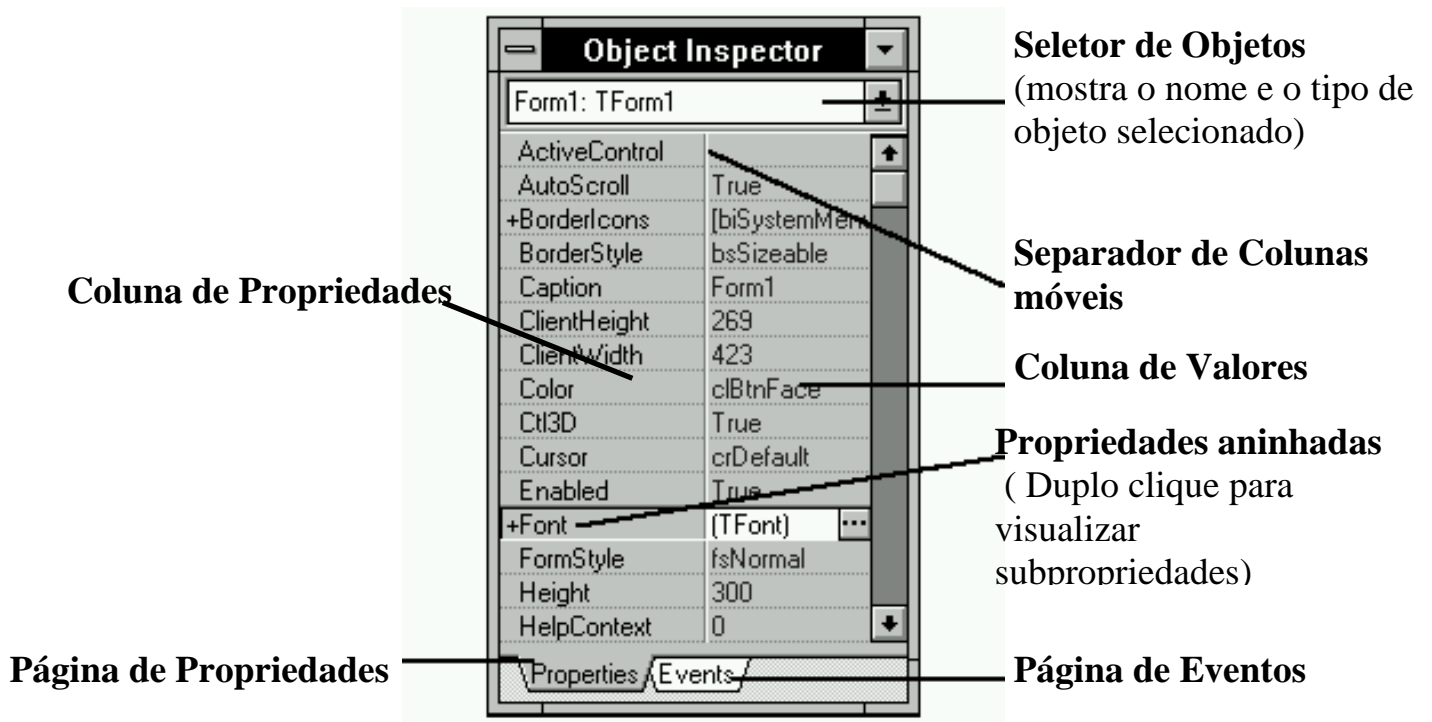 Object Inspector
Form1: TForm1
ActiveControl
AutoScroll True
+BorderIcons [biSystemMen
BorderStyle bsSizeable
Caption Form1
ClientHeight 269
ClientWidth 423
Color clBtnFace
Ctl3D True
Cursor crDefault
Enabled True
+Font (TFont) ...
FormStyle fsNormal
Height 300
HelpContext 0
Properties Events
Coluna de Propriedades
Página de Propriedades
Seletor de Objetos
(mostra o nome e o tipo de
objeto selecionado)
Separador de Colunas
móveis
Coluna de Valores
Propriedades aninhadas
( Duplo clique para
visualizar
subpropriedades)
Página de Eventos